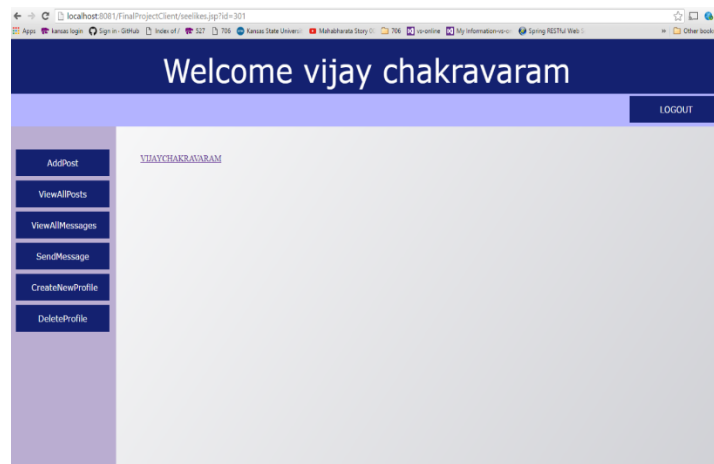 localhost:8081/FinalProjectClient/seelikes.jsp?id=301
Apps kansas login Sign in · GitHub Index of / 527 706 Kansas State Universi Mahabharata Story 706 vs-online My Information-vs-o Spring RESTful Web » Other book
Welcome vijay chakravaram
LOGOUT
AddPost
VIJAYCHAKRAVARAM
ViewAllPosts
ViewAllMessages
SendMessage
CreateNewProfile
DeleteProfile